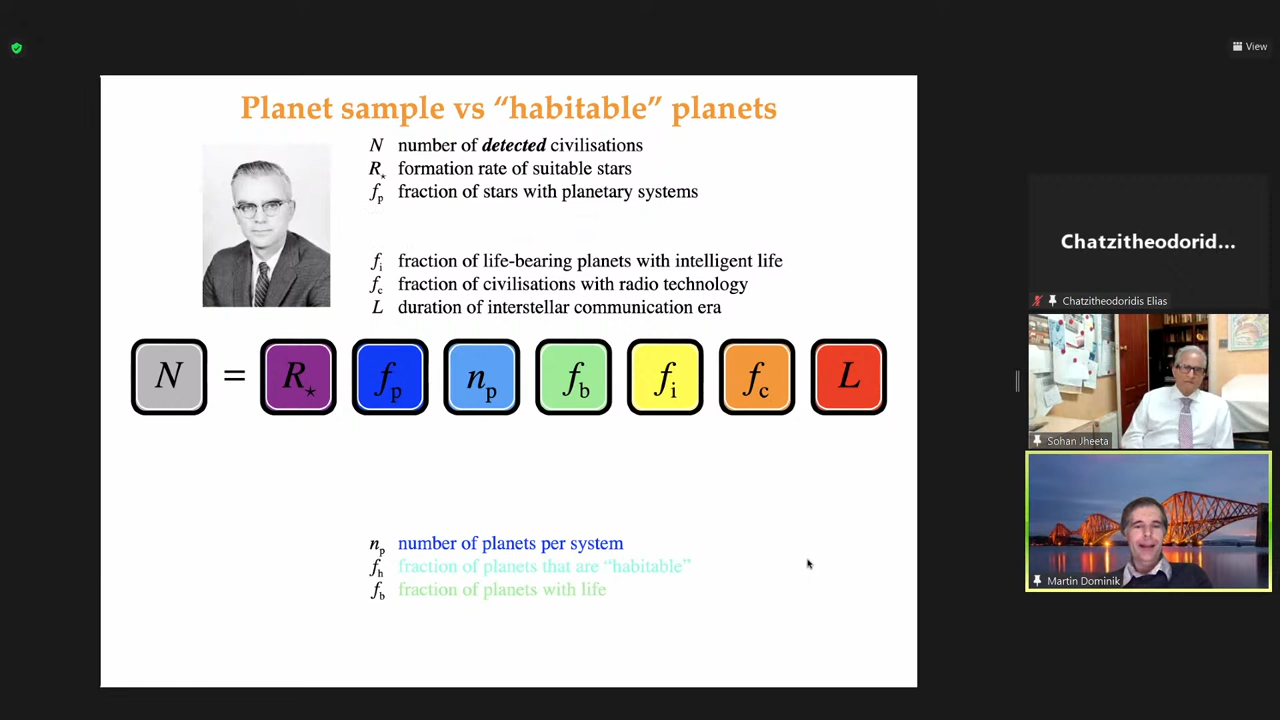 View
Planet sample vs “habitable” planets
N number of detected civilisations
R⋆ formation rate of suitable stars
fp fraction of stars with planetary systems
fi fraction of life-bearing planets with intelligent life
fc fraction of civilisations with radio technology
L duration of interstellar communication era
N = R⋆ fp np fb fi fc L
np number of planets per system
fh fraction of planets that are “habitable”
fb fraction of planets with life
Chatzitheodorid...
Chatzitheodoridis Elias
Sohan Jheeta
Martin Dominik